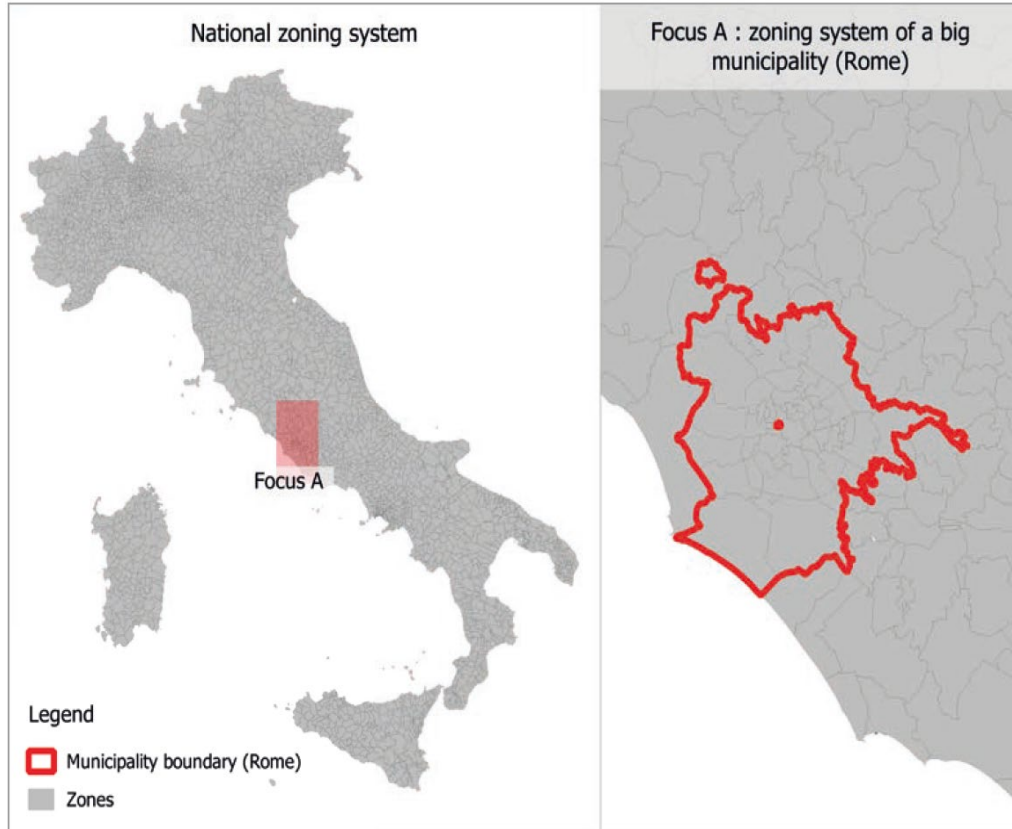 National zoning system
Focus A : zoning system of a big
municipality (Rome)
Focus A
Legend
Municipality boundary (Rome)
Zones